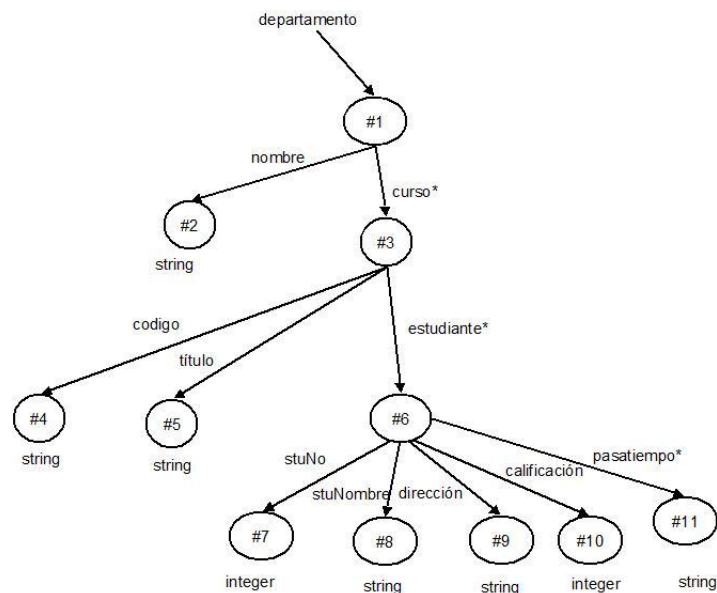 departamento
#1
nombre
curso*
#2
#3
string
codigo
estudiante*
título
#4
#5
#6
string
string
stuNo
pasatiempo*
calificación
stuNombre
dirección
#7
#8
#9
#10
#11
integer
string
string
integer
string